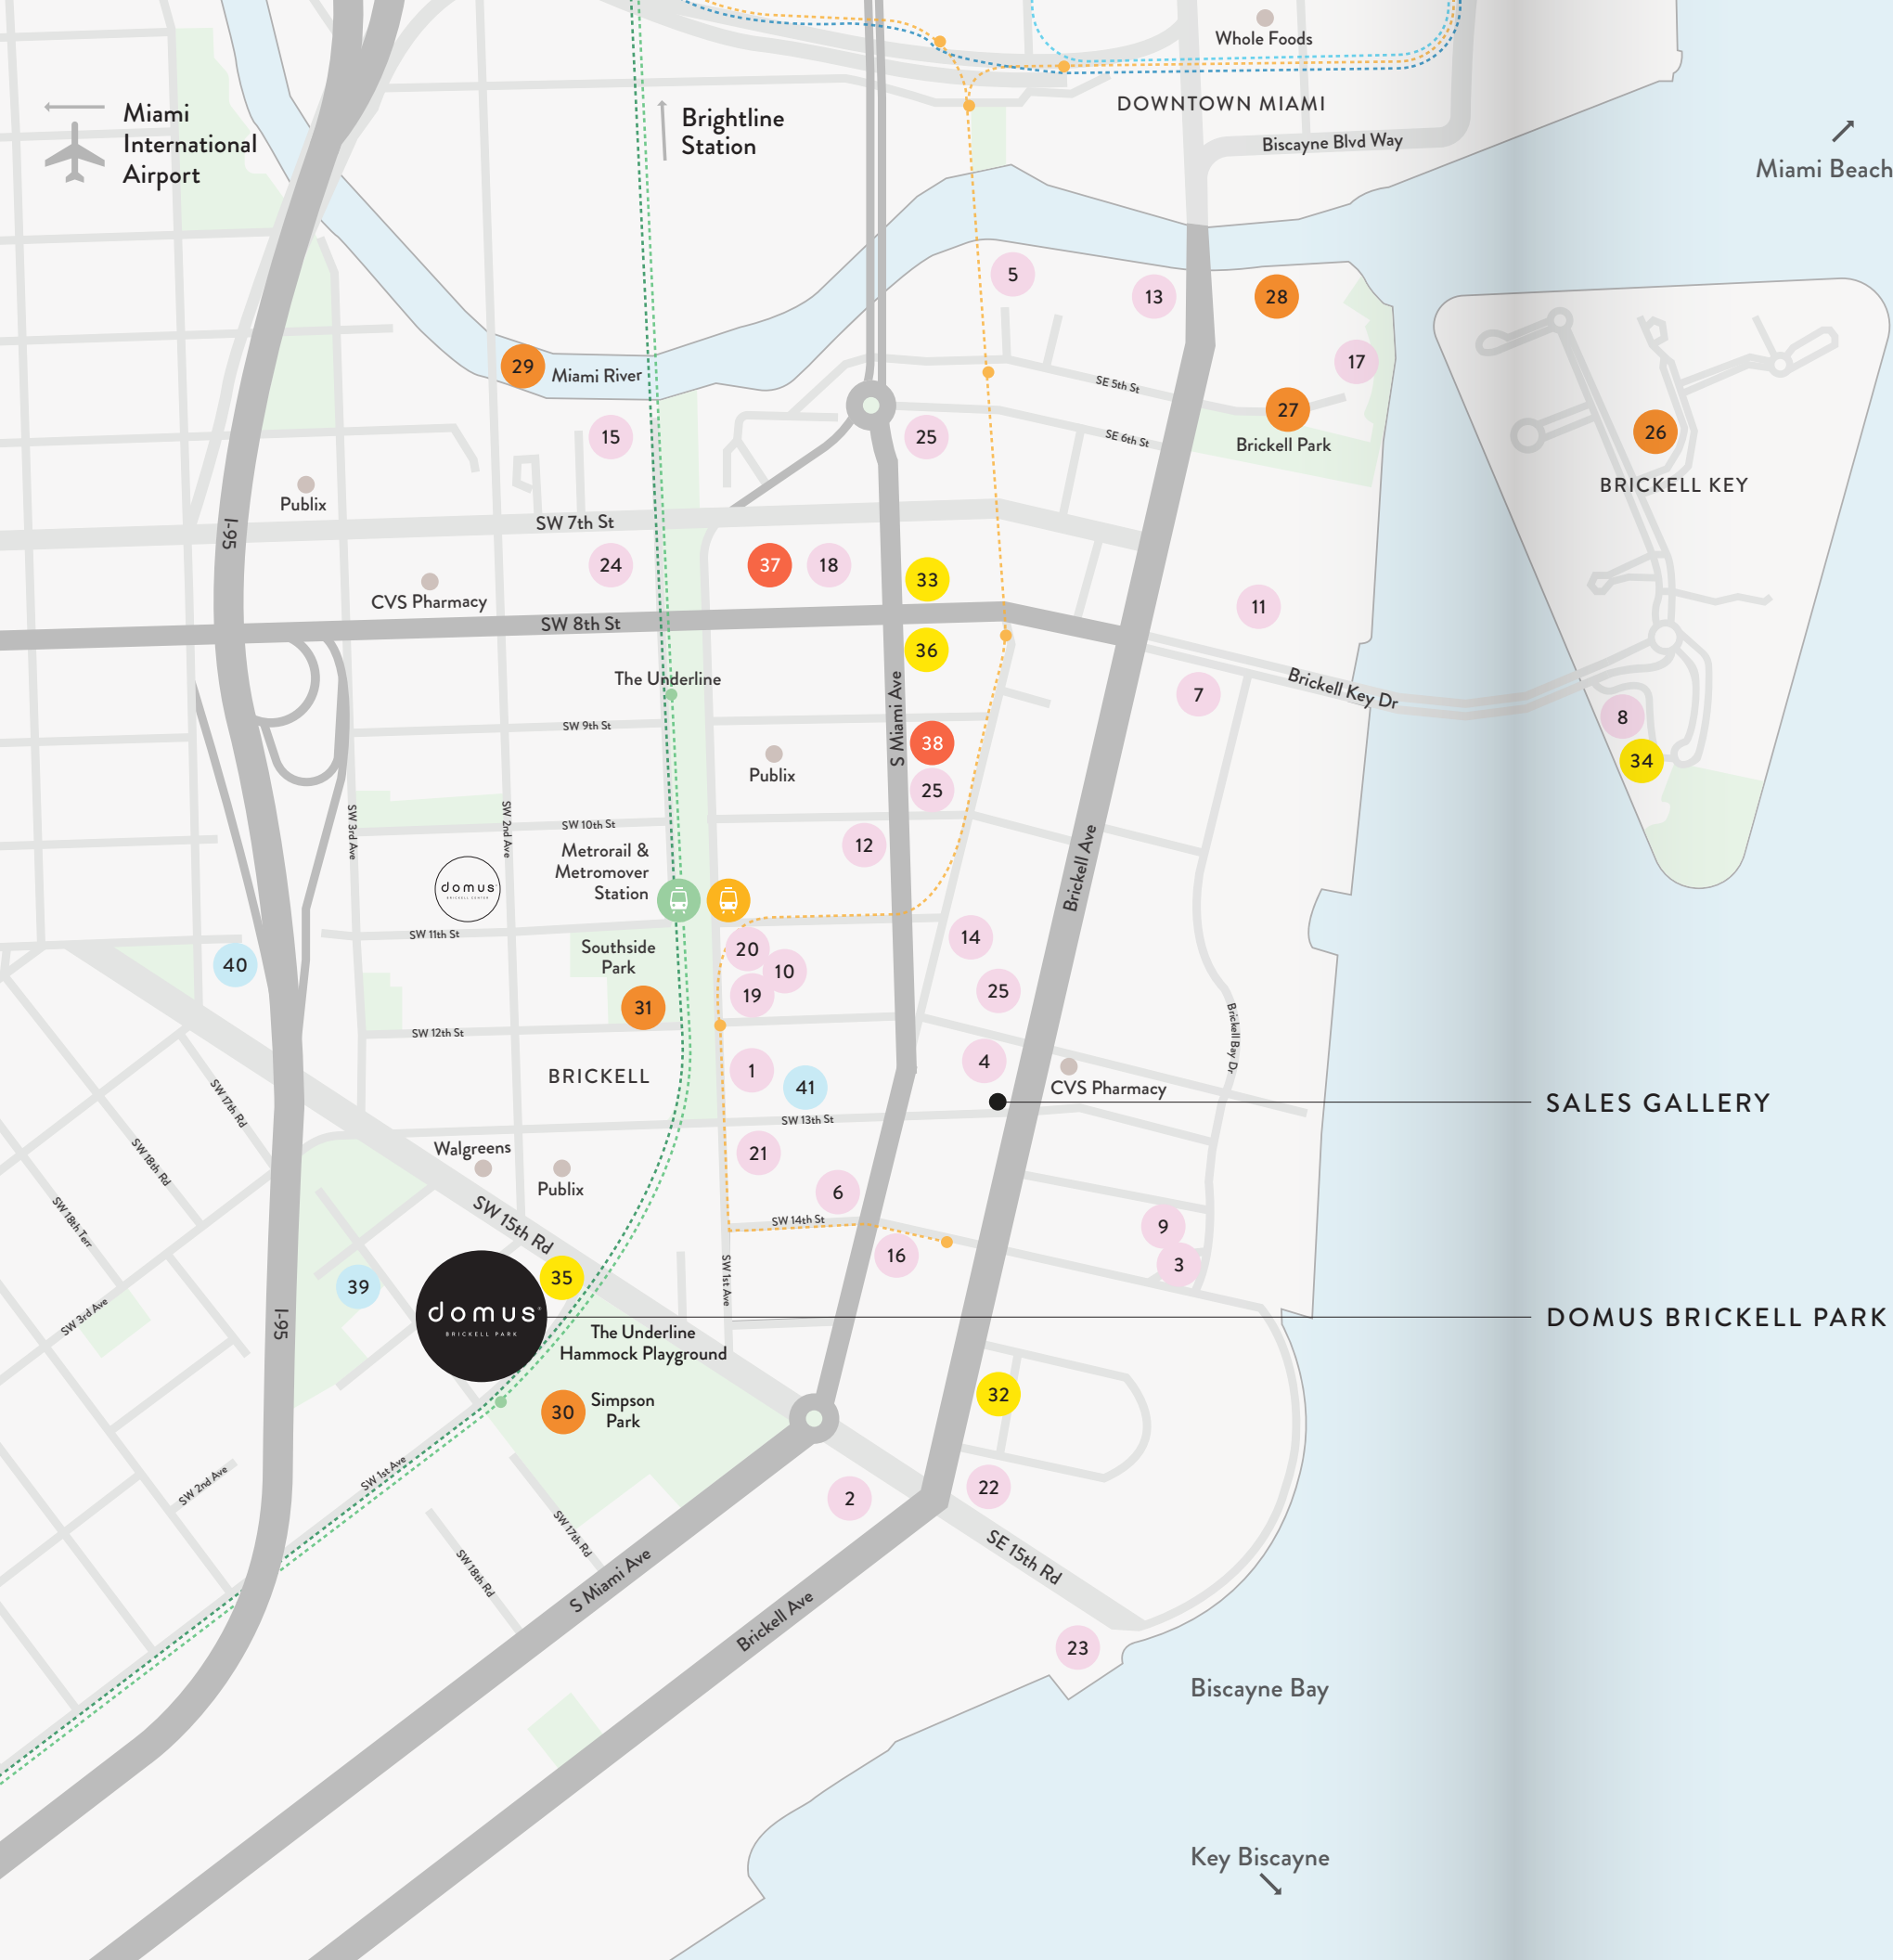 Whole Foods
DOWNTOWN MIAMI
Miami
International
Airport
Brightline
Station
Biscayne Blvd Way
Miami Beach
5
13
28
17
29
Miami River
SE 5th St
27
Brickell Park
15
25
SE 6th St
26
BRICKELL KEY
Publix
I-95
SW 7th St
24
37
18
33
CVS Pharmacy
11
SW 8th St
36
The Underline
7
Brickell Key Dr
S Miami Ave
8
SW 9th St
38
34
Publix
25
SW 3rd Ave
SW 2nd Ave
SW 10th St
12
Metrorail &
Metromover
Station
Brickell Ave
domus
BRICKELL CENTER
SW 11th St
40
Southside
Park
20
14
10
19
25
31
SW 12th St
Brickell Bay Dr
BRICKELL
1
41
4
CVS Pharmacy
SW 17th Rd
SALES GALLERY
SW 13th St
SW 18th Rd
Walgreens
Publix
21
6
SW 18th Terr
SW 15th Rd
SW 14th St
9
16
3
39
35
SW 1st Ave
SW 3rd Ave
I-95
domus
BRICKELL PARK
DOMUS BRICKELL PARK
The Underline
Hammock Playground
32
30
Simpson
Park
SW 2nd Ave
SW 1st Ave
2
22
SW 17th Rd
SW 18th Rd
S Miami Ave
SE 15th Rd
Brickell Ave
23
Biscayne Bay
Key Biscayne